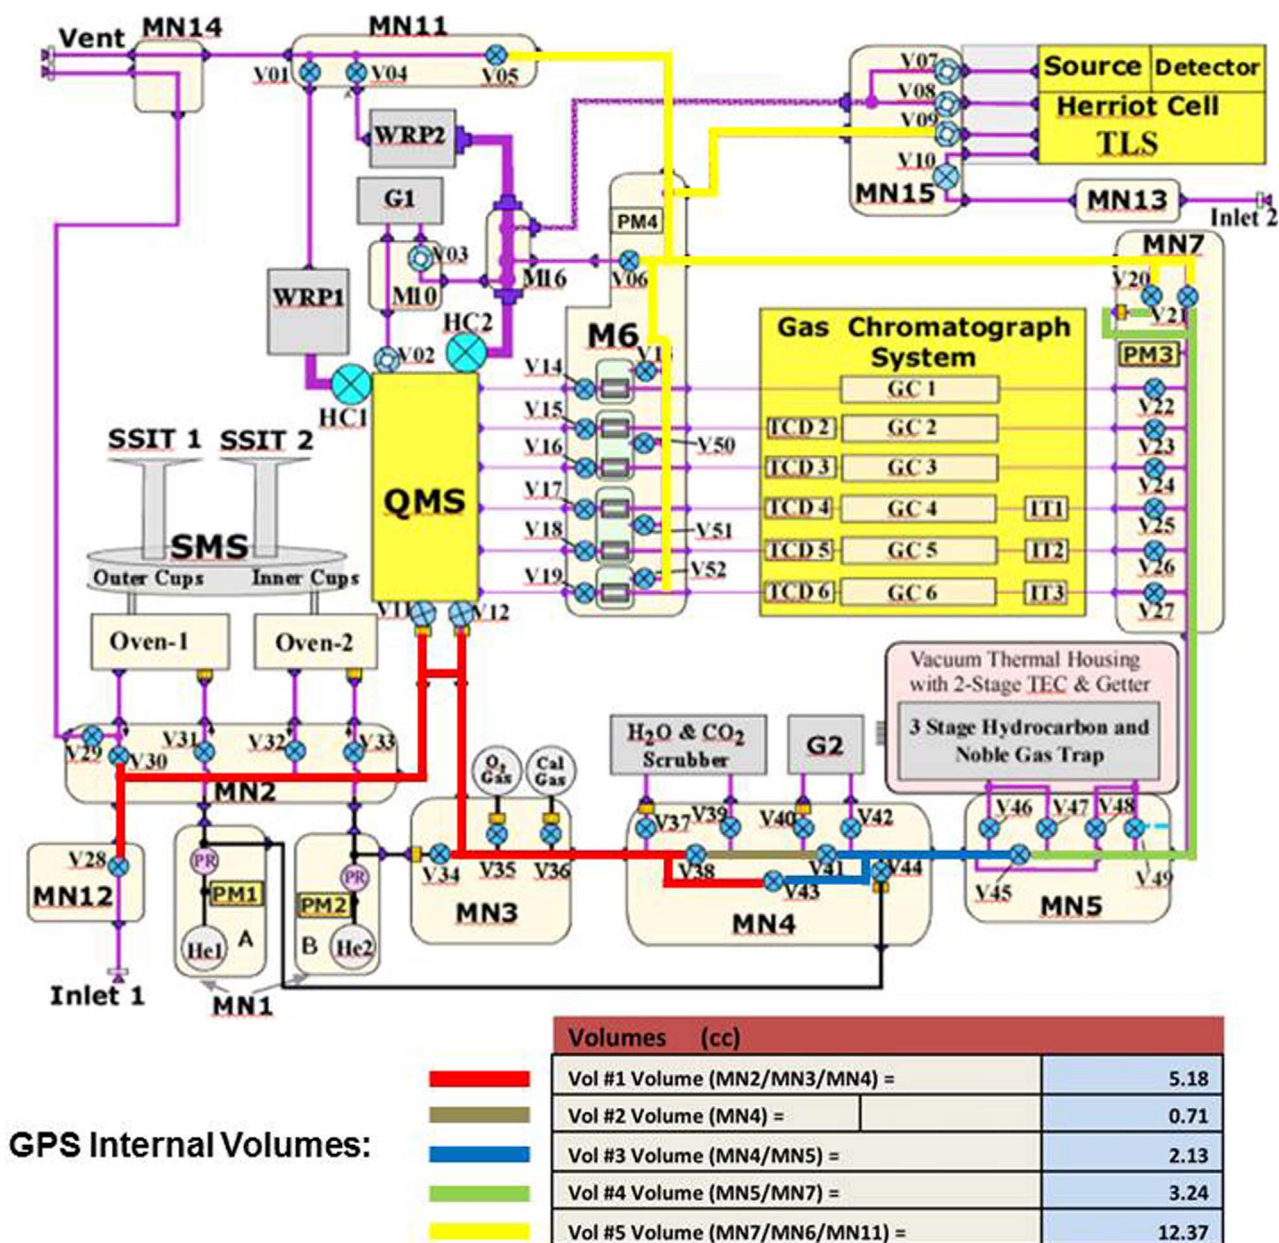 Vent
MN14
MN11
V01
V04
V05
WRP2
G1
V03
M10
M16
PM4
V06
WRP1
HC2
V02
HC1
M6
V07
V08
V09
V10
MN15
Source
Detector
Herriot Cell
TLS
MN13
Inlet 2
MN7
V20
V21
PM3
Gas Chromatograph
System
V14
GC 1
V22
V15
TCD 2
GC 2
V23
V50
V16
TCD 3
GC 3
V24
V17
TCD 4
GC 4
IT1
V25
V51
V18
TCD 5
GC 5
IT2
V26
V52
V19
TCD 6
GC 6
IT3
V27
QMS
V11
V12
SSIT 1
SSIT 2
SMS
Outer Cups
Inner Cups
Oven-1
Oven-2
V29
V30
V31
V32
V33
MN2
V28
MN12
Inlet 1
PR
PM1
He1
A
PR
PM2
B
He2
MN1
O2
Gas
Cal
Gas
V34
V35
V36
MN3
H2O & CO2
Scrubber
G2
V37
V39
V40
V42
V38
V41
V43
V44
MN4
Vacuum Thermal Housing
with 2-Stage TEC & Getter
3 Stage Hydrocarbon and
Noble Gas Trap
V46
V47
V48
V45
V49
MN5
GPS Internal Volumes:
Volumes (cc)
Vol #1 Volume (MN2/MN3/MN4) = 5.18
Vol #2 Volume (MN4) = 0.71
Vol #3 Volume (MN4/MN5) = 2.13
Vol #4 Volume (MN5/MN7) = 3.24
Vol #5 Volume (MN7/MN6/MN11) = 12.37